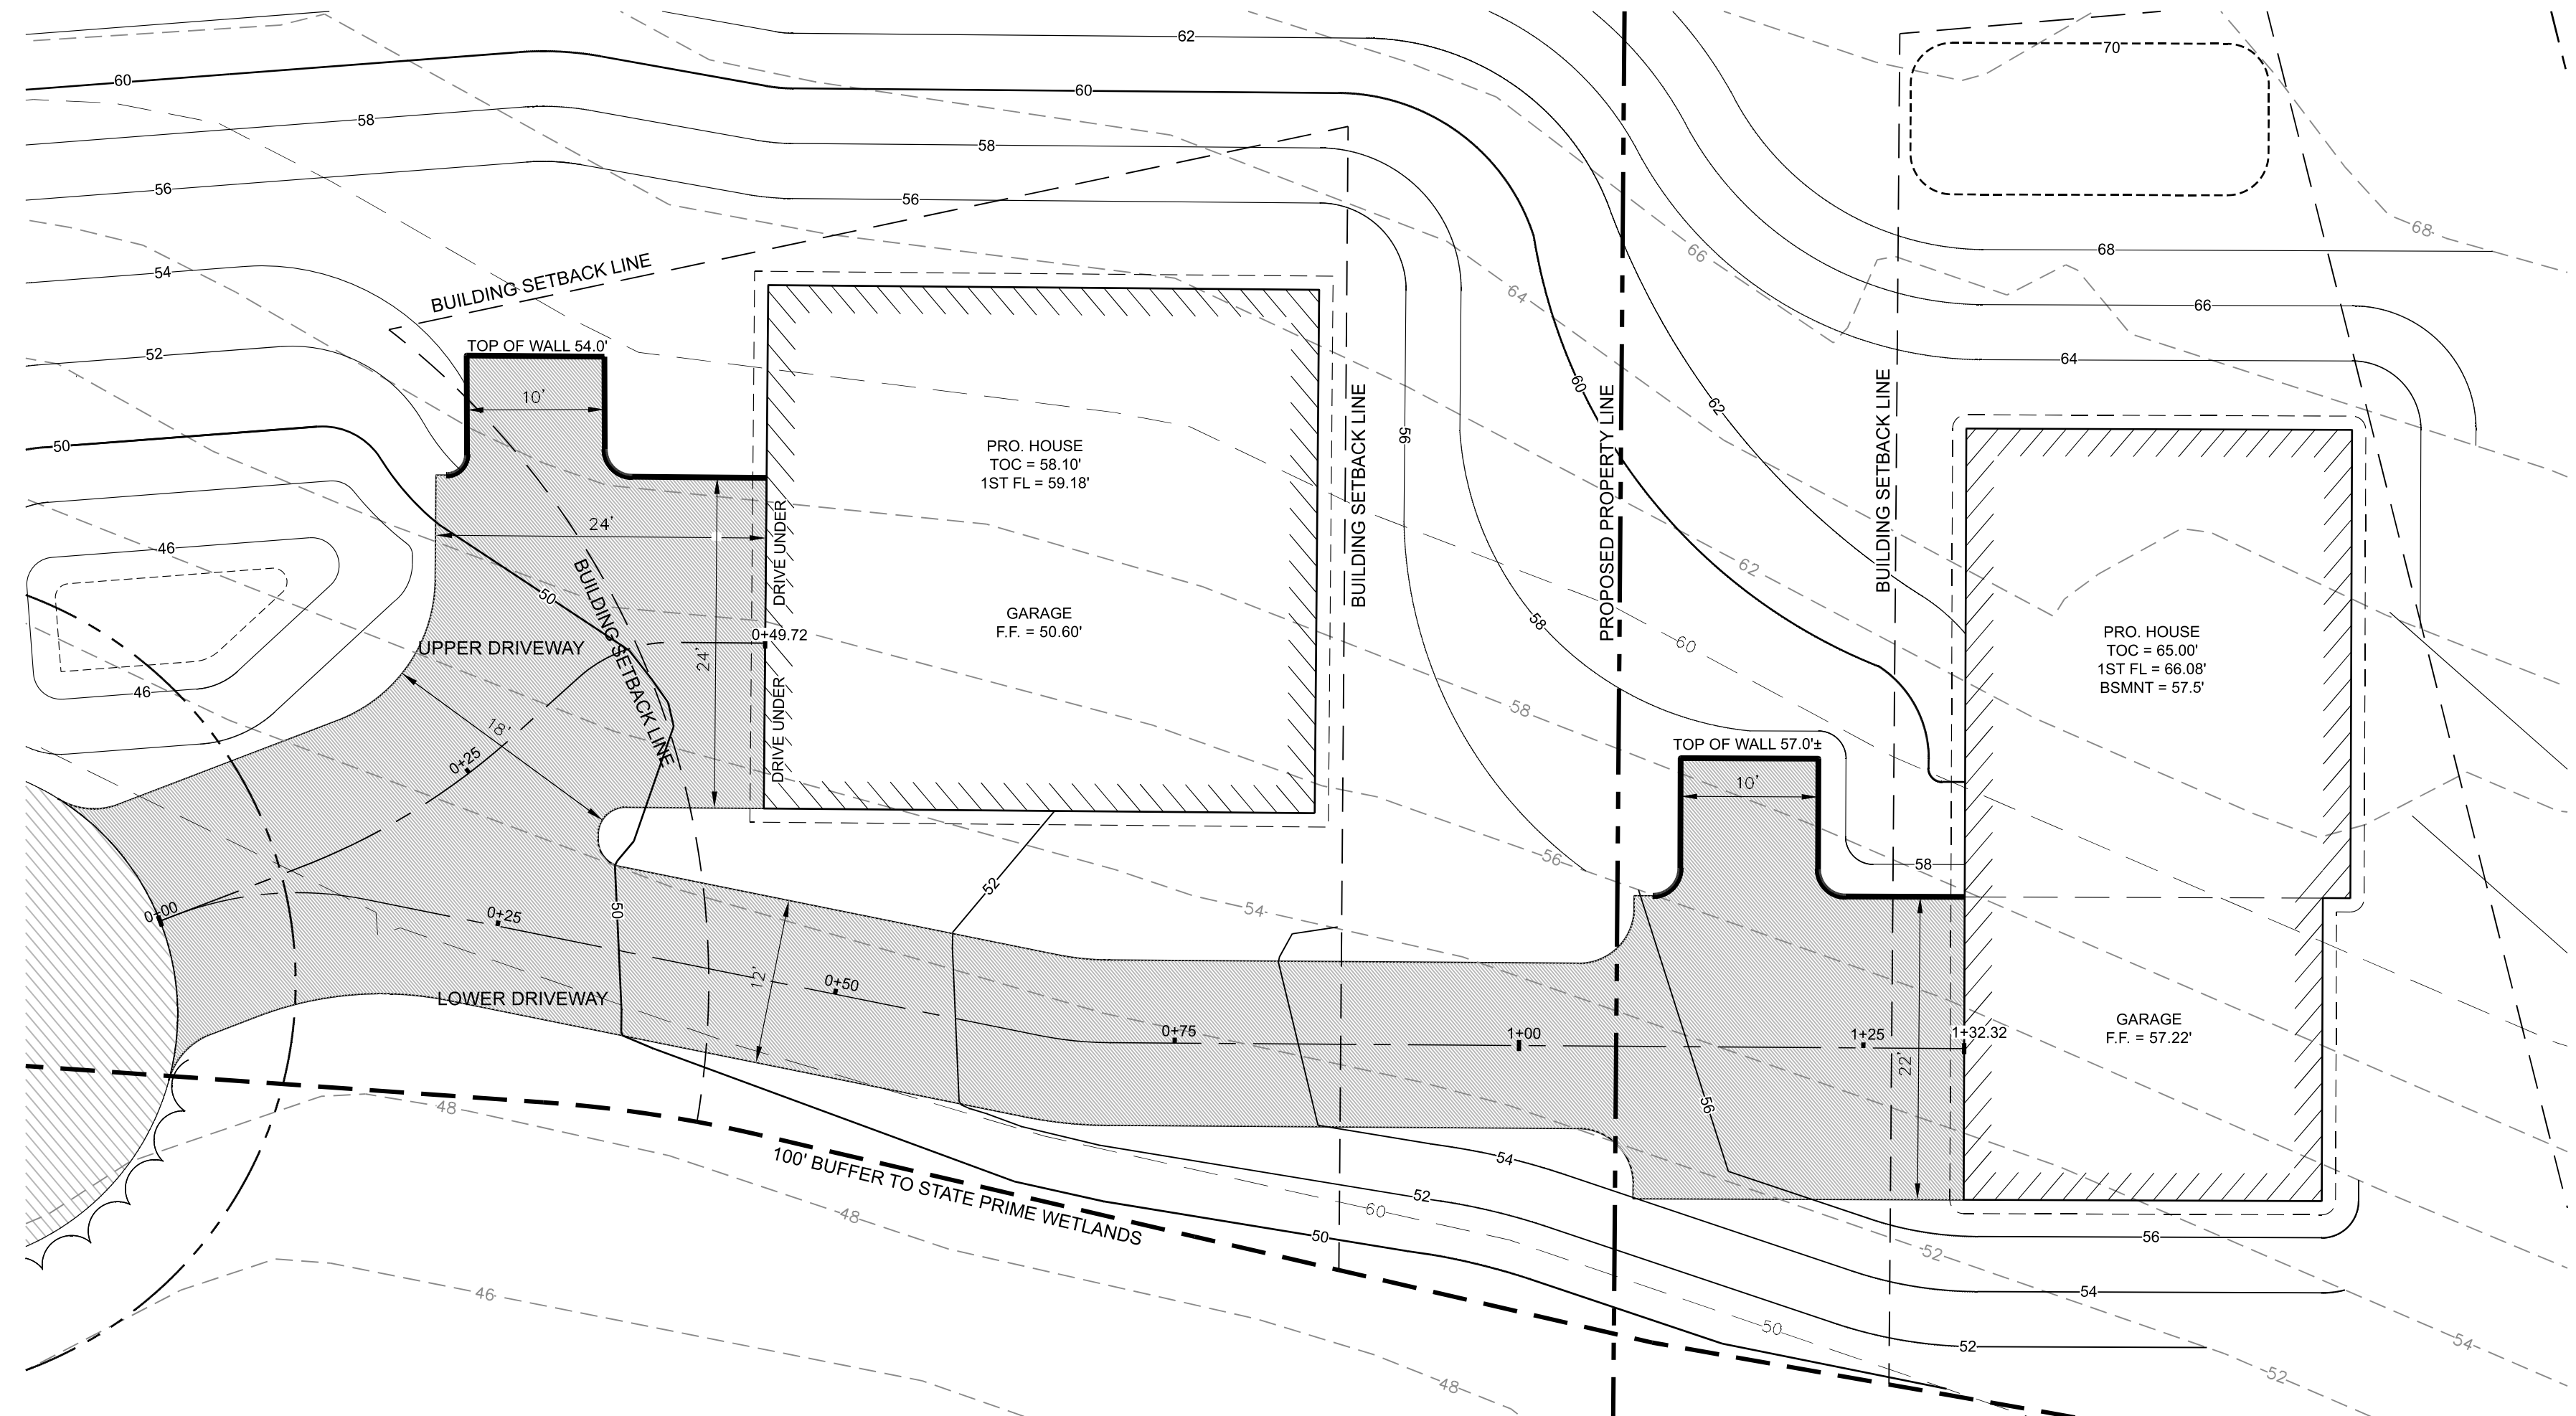 62
70
60
60
58
58
56
56
54
52
50
46
46
BUILDING SETBACK LINE
TOP OF WALL 54.0'
10'
24'
24'
DRIVE UNDER
DRIVE UNDER
PRO. HOUSE
TOC = 58.10'
1ST FL = 59.18'
GARAGE
F.F. = 50.60'
50
UPPER DRIVEWAY
BUILDING SETBACK LINE
0+49.72
18'
0+25
0+00
0+25
50
12'
LOWER DRIVEWAY
0+50
52
0+75
1+00
1+25
1+32.32
BUILDING SETBACK LINE
56
58
60
62
PROPOSED PROPERTY LINE
BUILDING SETBACK LINE
68
66
64
68
66
64
62
60
58
56
54
TOP OF WALL 57.0'±
10'
58
22'
56
PRO. HOUSE
TOC = 65.00'
1ST FL = 66.08'
BSMNT = 57.5'
GARAGE
F.F. = 57.22'
54
52
50
60
50
52
56
54
52
54
52
48
48
46
48
100' BUFFER TO STATE PRIME WETLANDS